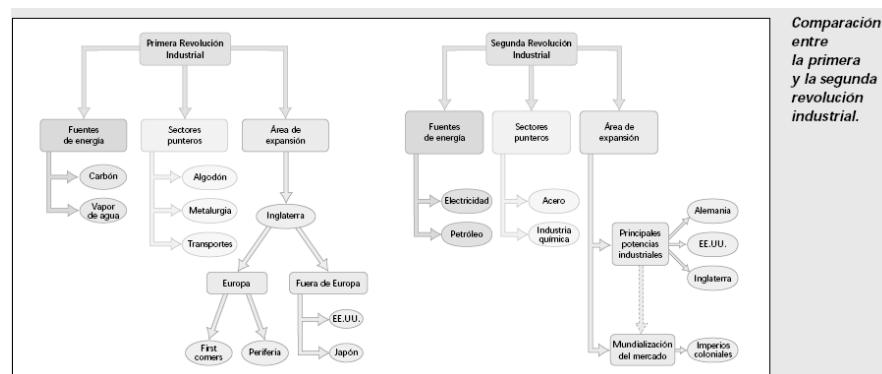 Comparación
entre
la primera
y la segunda
revolución
industrial.
Primera Revolución
Industrial
Fuentes
de energía
Sectores
punteros
Área de
expansión
Carbón
Vapor
de agua
Algodón
Metalurgia
Transportes
Inglaterra
Europa
Fuera de Europa
First
comers
Periferia
EE.UU.
Japón
Segunda Revolución
Industrial
Fuentes
de energía
Sectores
punteros
Área de
expansión
Electricidad
Petróleo
Acero
Industria
química
Principales
potencias
industriales
Alemania
EE.UU.
Inglaterra
Mundialización
del mercado
Imperios
coloniales